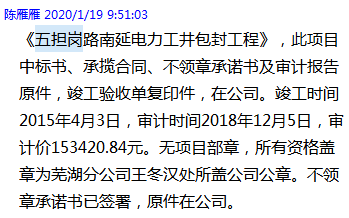 陈雁雁 2020/1/19 9:51:03
《五担岗路南延电力工井包封工程》，此项目
中标书、承揽合同、不领章承诺书及审计报告
原件，竣工验收单复印件，在公司。竣工时间
2015年4月3日，审计时间2018年12月5日，审
计价153420.84元。无项目部章，所有资格盖
章为芜湖分公司王冬汉处所盖公司公章。不领
章承诺书已签署，原件在公司。